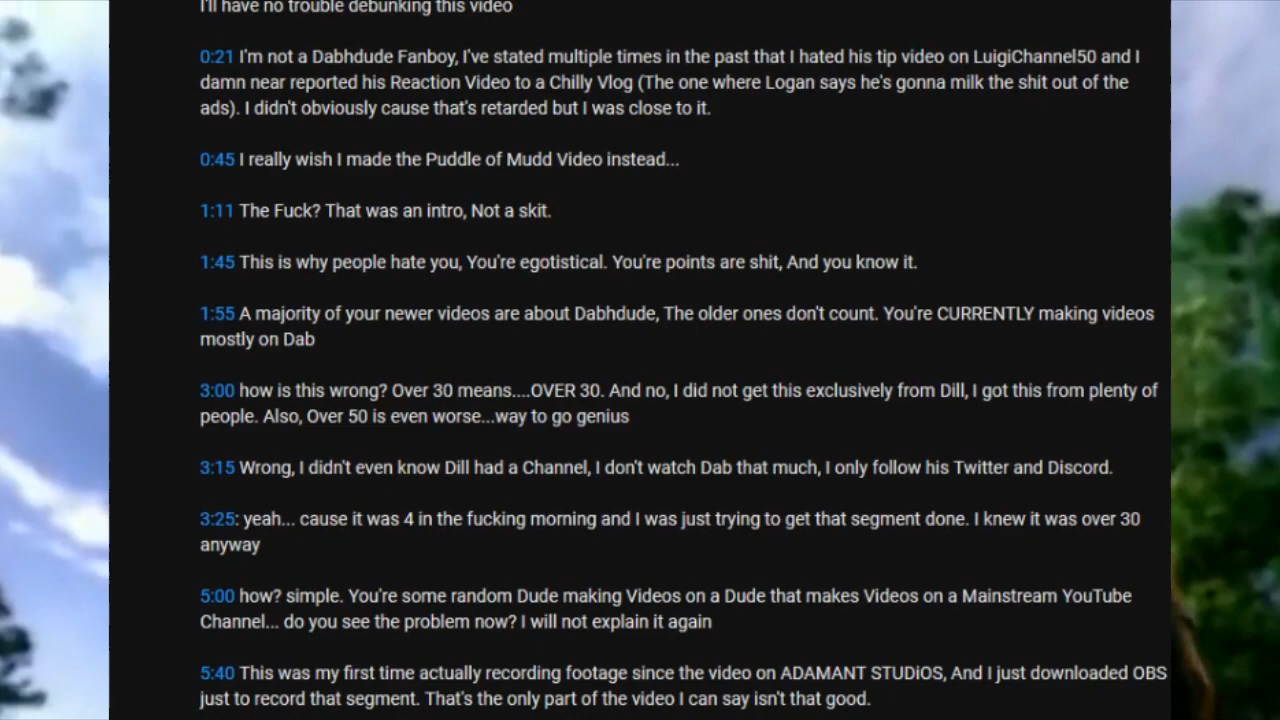 I'll have no trouble debunking this video
0:21 I'm not a Dabhdude Fanboy, I've stated multiple times in the past that I hated his tip video on LuigiChannel50 and I
damn near reported his Reaction Video to a Chilly Vlog (The one where Logan says he's gonna milk the shit out of the
ads). I didn't obviously cause that's retarded but I was close to it.
0:45 I really wish I made the Puddle of Mudd Video instead...
1:11 The Fuck? That was an intro, Not a skit.
1:45 This is why people hate you, You're egotistical. You're points are shit, And you know it.
1:55 A majority of your newer videos are about Dabhdude, The older ones don't count. You're CURRENTLY making videos
mostly on Dab
3:00 how is this wrong? Over 30 means....OVER 30. And no, I did not get this exclusively from Dill, I got this from plenty of
people. Also, Over 50 is even worse...way to go genius
3:15 Wrong, I didn't even know Dill had a Channel, I don't watch Dab that much, I only follow his Twitter and Discord.
3:25: yeah... cause it was 4 in the fucking morning and I was just trying to get that segment done. I knew it was over 30
anyway
5:00 how? simple. You're some random Dude making Videos on a Dude that makes Videos on a Mainstream YouTube
Channel... do you see the problem now? I will not explain it again
5:40 This was my first time actually recording footage since the video on ADAMANT STUDiOS, And I just downloaded OBS
just to record that segment. That's the only part of the video I can say isn't that good.